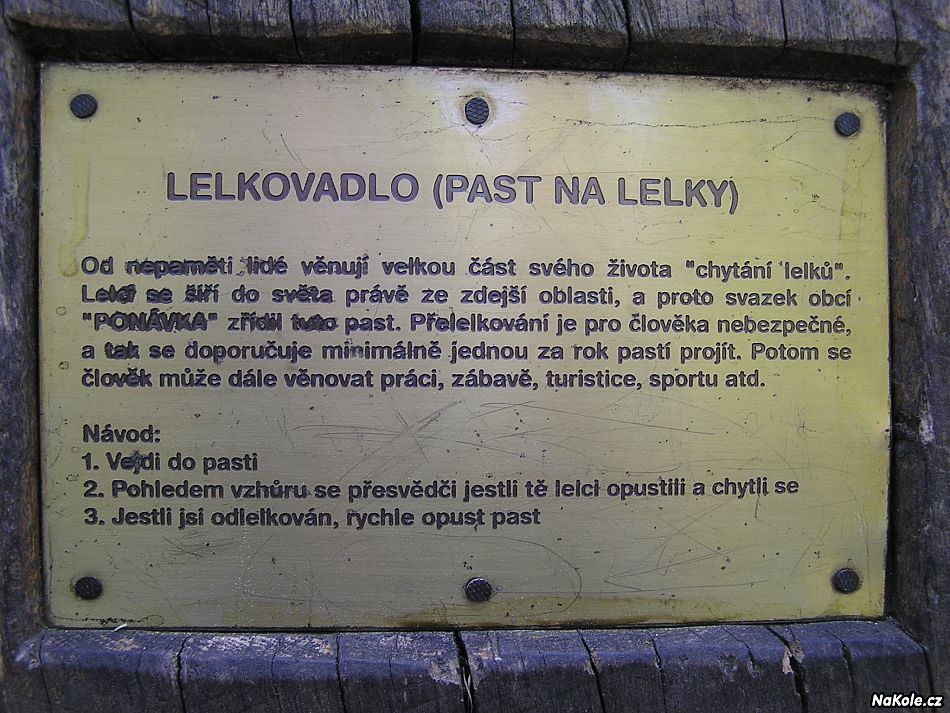 LELKOVADLO (PAST NA LELKY)
Od nepaměti lidé věnují velkou část svého života "chytání lelků".
Lelci se šíří do světa právě ze zdejší oblasti, a proto svazek obcí
"PONÁVKA" zřídil tuto past. Přelelkování je pro člověka nebezpečné,
a tak se doporučuje minimálně jednou za rok pastí projít. Potom se
člověk může dále věnovat práci, zábavě, turistice, sportu atd.
Návod:
1. Vejdi do pasti
2. Pohledem vzhůru se přesvědči jestli tě lelci opustili a chytli se
3. Jestli jsi odlelkován, rychle opust past
NaKole.cz